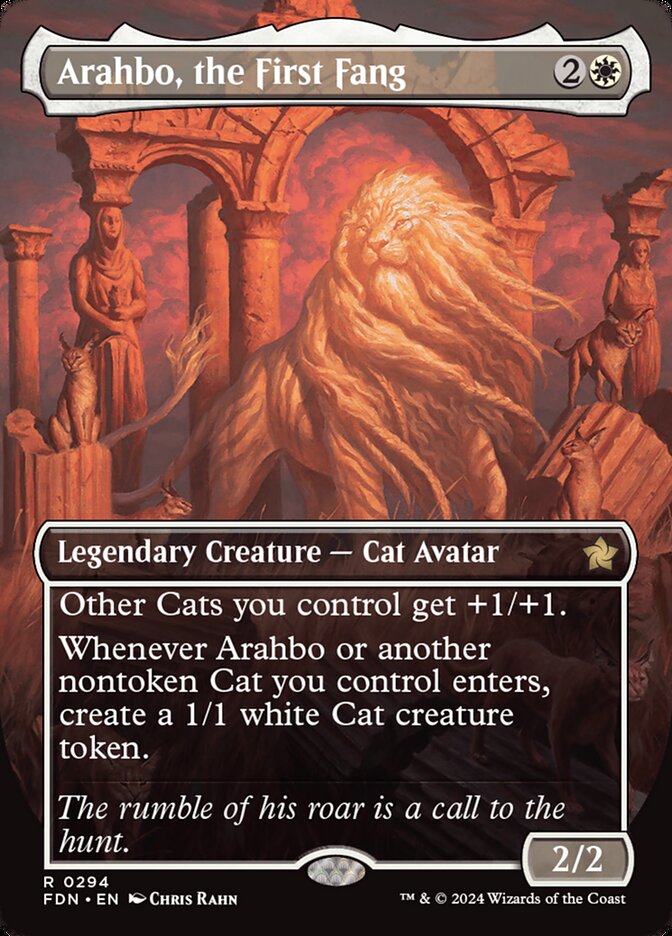 Arahbo, the First Fang 2
Legendary Creature — Cat Avatar
Other Cats you control get +1/+1.
Whenever Arahbo or another
nontoken Cat you control enters,
create a 1/1 white Cat creature
token.
The rumble of his roar is a call to the
hunt.
2/2
R 0294
FDN • EN Chris Rahn
™ & © 2024 Wizards of the Coast